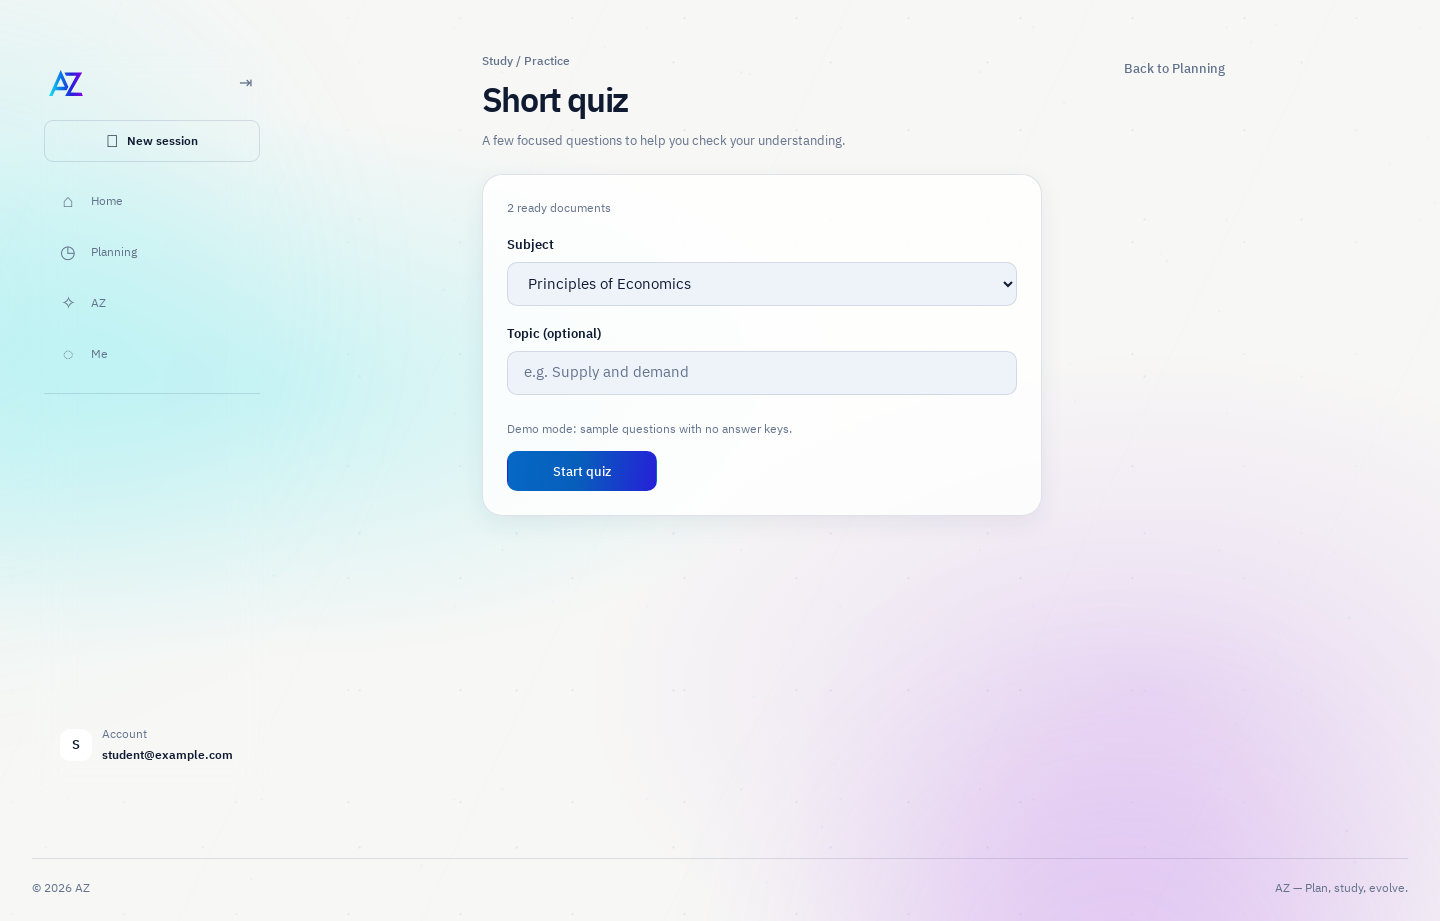 AZ
New session
Home
Planning
AZ
Me
Account
S
student@example.com
Study / Practice
Back to Planning
Short quiz
A few focused questions to help you check your understanding.
2 ready documents
Subject
Principles of Economics
Topic (optional)
e.g. Supply and demand
Demo mode: sample questions with no answer keys.
Start quiz
© 2026 AZ
AZ — Plan, study, evolve.